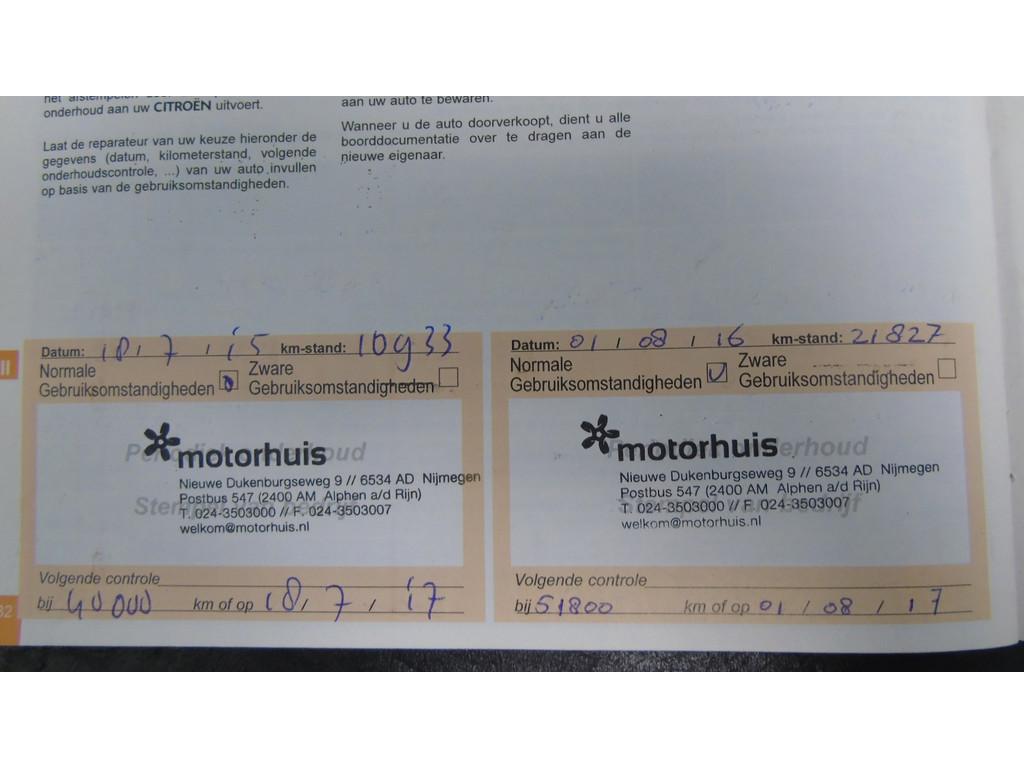 onderhoud aan uw CITROËN uitvoert.
Laat de reparateur van uw keuze hieronder de
gegevens (datum, kilometerstand, volgende
onderhoudscontrole, ...) van uw auto invullen
op basis van de gebruiksomstandigheden.
aan uw auto te bewaren.
Wanneer u de auto doorverkoopt, dient u alle
boorddocumentatie over te dragen aan de
nieuwe eigenaar.
II
32
Datum: 18 / 7 / 15 km-stand: 10933
Normale
Gebruiksomstandigheden
Zware
Gebruiksomstandigheden
motorhuis
Nieuwe Dukenburgseweg 9 // 6534 AD Nijmegen
Postbus 547 (2400 AM Alphen a/d Rijn)
T. 024-3503000 // F. 024-3503007
welkom@motorhuis.nl
Volgende controle
bij 40000 km of op 18 / 7 / 17
Datum: 01 / 08 / 16 km-stand: 21827
Normale
Gebruiksomstandigheden
Zware
Gebruiksomstandigheden
motorhuis
Nieuwe Dukenburgseweg 9 // 6534 AD Nijmegen
Postbus 547 (2400 AM Alphen a/d Rijn)
T. 024-3503000 // F. 024-3503007
welkom@motorhuis.nl
Volgende controle
bij 51800 km of op 01 / 08 / 17